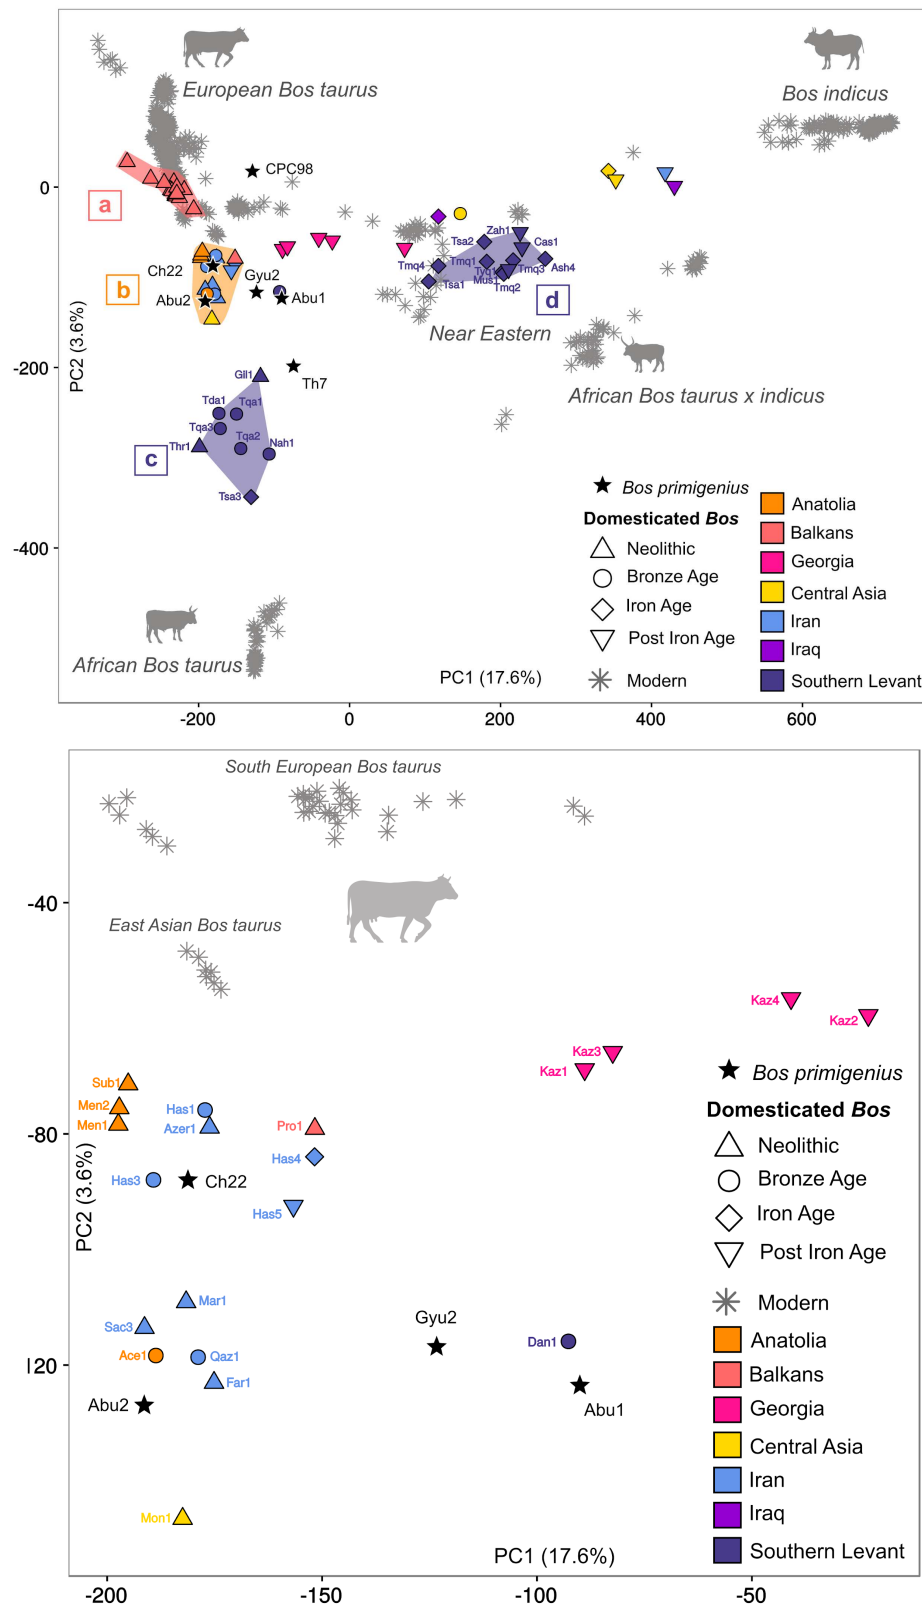 European Bos taurus
Bos indicus
CPC98
0
a
Zah1
Tsa2
Cas1
Tmq4
Tmq1
Tmq3
Ash4
Mus1
Tmq2
Tsa1
d
Ch22
Gyu2
b
Abu2
Abu1
Near Eastern
PC2 (3.6%)
-200
Th7
Gil1
African Bos taurus x indicus
Tda1
Tqa1
Tqa3
Tqa2
Thr1
Nah1
c
Tsa3
-400
Bos primigenius
Domesticated Bos
Neolithic
Bronze Age
Iron Age
Post Iron Age
Modern
Anatolia
Balkans
Georgia
Central Asia
Iran
Iraq
Southern Levant
African Bos taurus
PC1 (17.6%)
-200
0
200
400
600
South European Bos taurus
-40
East Asian Bos taurus
Kaz4
Kaz2
Kaz3
Kaz1
Sub1
Men2
Men1
Has1
Azer1
Pro1
-80
Has4
Has3
Ch22
Has5
PC2 (3.6%)
Mar1
Sac3
Gyu2
Ace1
Qaz1
Dan1
120
Far1
Abu2
Abu1
Mon1
Bos primigenius
Domesticated Bos
Neolithic
Bronze Age
Iron Age
Post Iron Age
Modern
Anatolia
Balkans
Georgia
Central Asia
Iran
Iraq
Southern Levant
PC1 (17.6%)
-200
-150
-100
-50